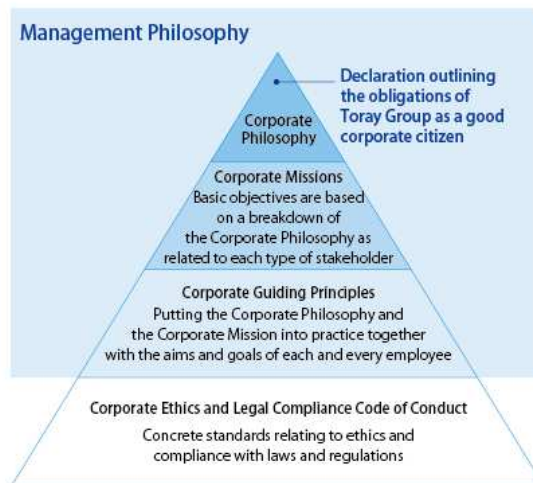 Management Philosophy
Declaration outlining
the obligations of
Toray Group as a good
corporate citizen
Corporate
Philosophy
Corporate Missions
Basic objectives are based
on a breakdown of
the Corporate Philosophy as
related to each type of stakeholder
Corporate Guiding Principles
Putting the Corporate Philosophy and
the Corporate Mission into practice together
with the aims and goals of each and every employee
Corporate Ethics and Legal Compliance Code of Conduct
Concrete standards relating to ethics and
compliance with laws and regulations